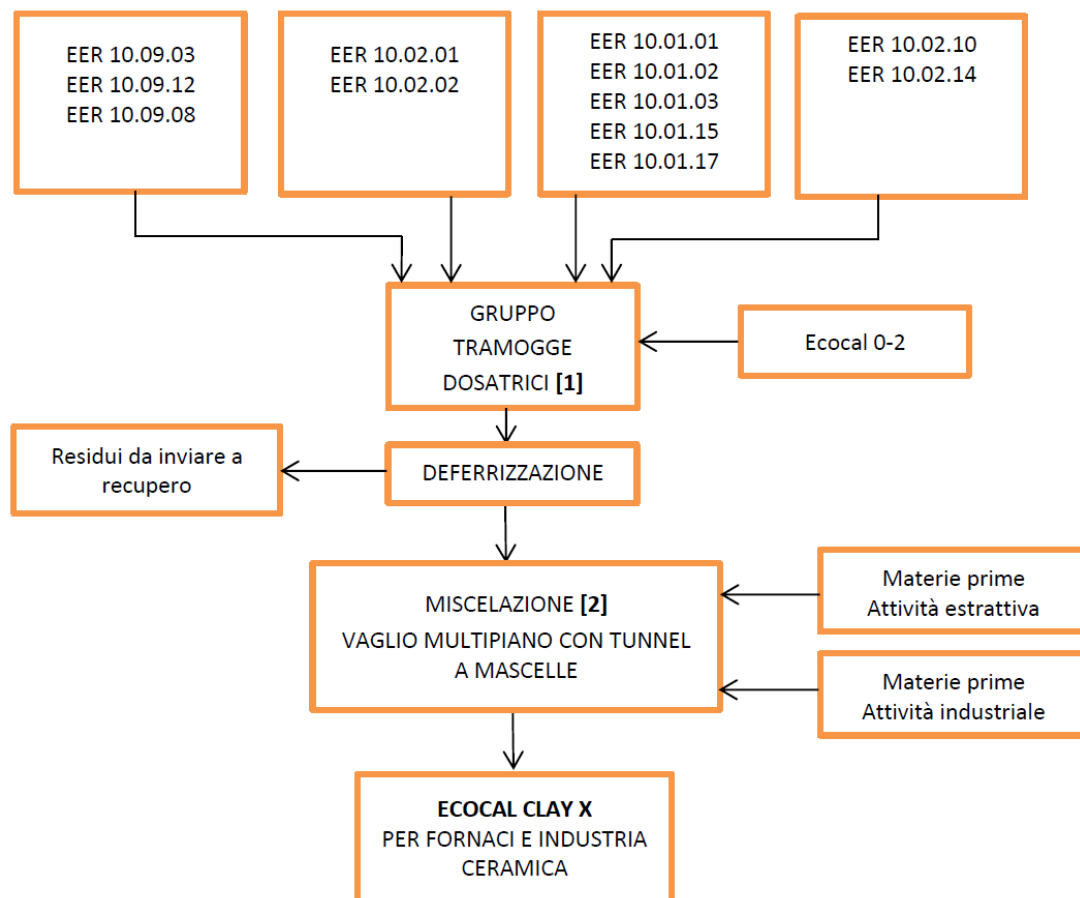 EER 10.09.03
EER 10.09.12
EER 10.09.08
EER 10.02.01
EER 10.02.02
EER 10.01.01
EER 10.01.02
EER 10.01.03
EER 10.01.15
EER 10.01.17
EER 10.02.10
EER 10.02.14
GRUPPO
TRAMOGGE
DOSATRICI [1]
Ecocal 0-2
Residui da inviare a
recupero
DEFERRIZZAZIONE
MISCELAZIONE [2]
VAGLIO MULTIPIANO CON TUNNEL
A MASCELLE
Materie prime
Attività estrattiva
Materie prime
Attività industriale
ECOCAL CLAY X
PER FORNACI E INDUSTRIA
CERAMICA